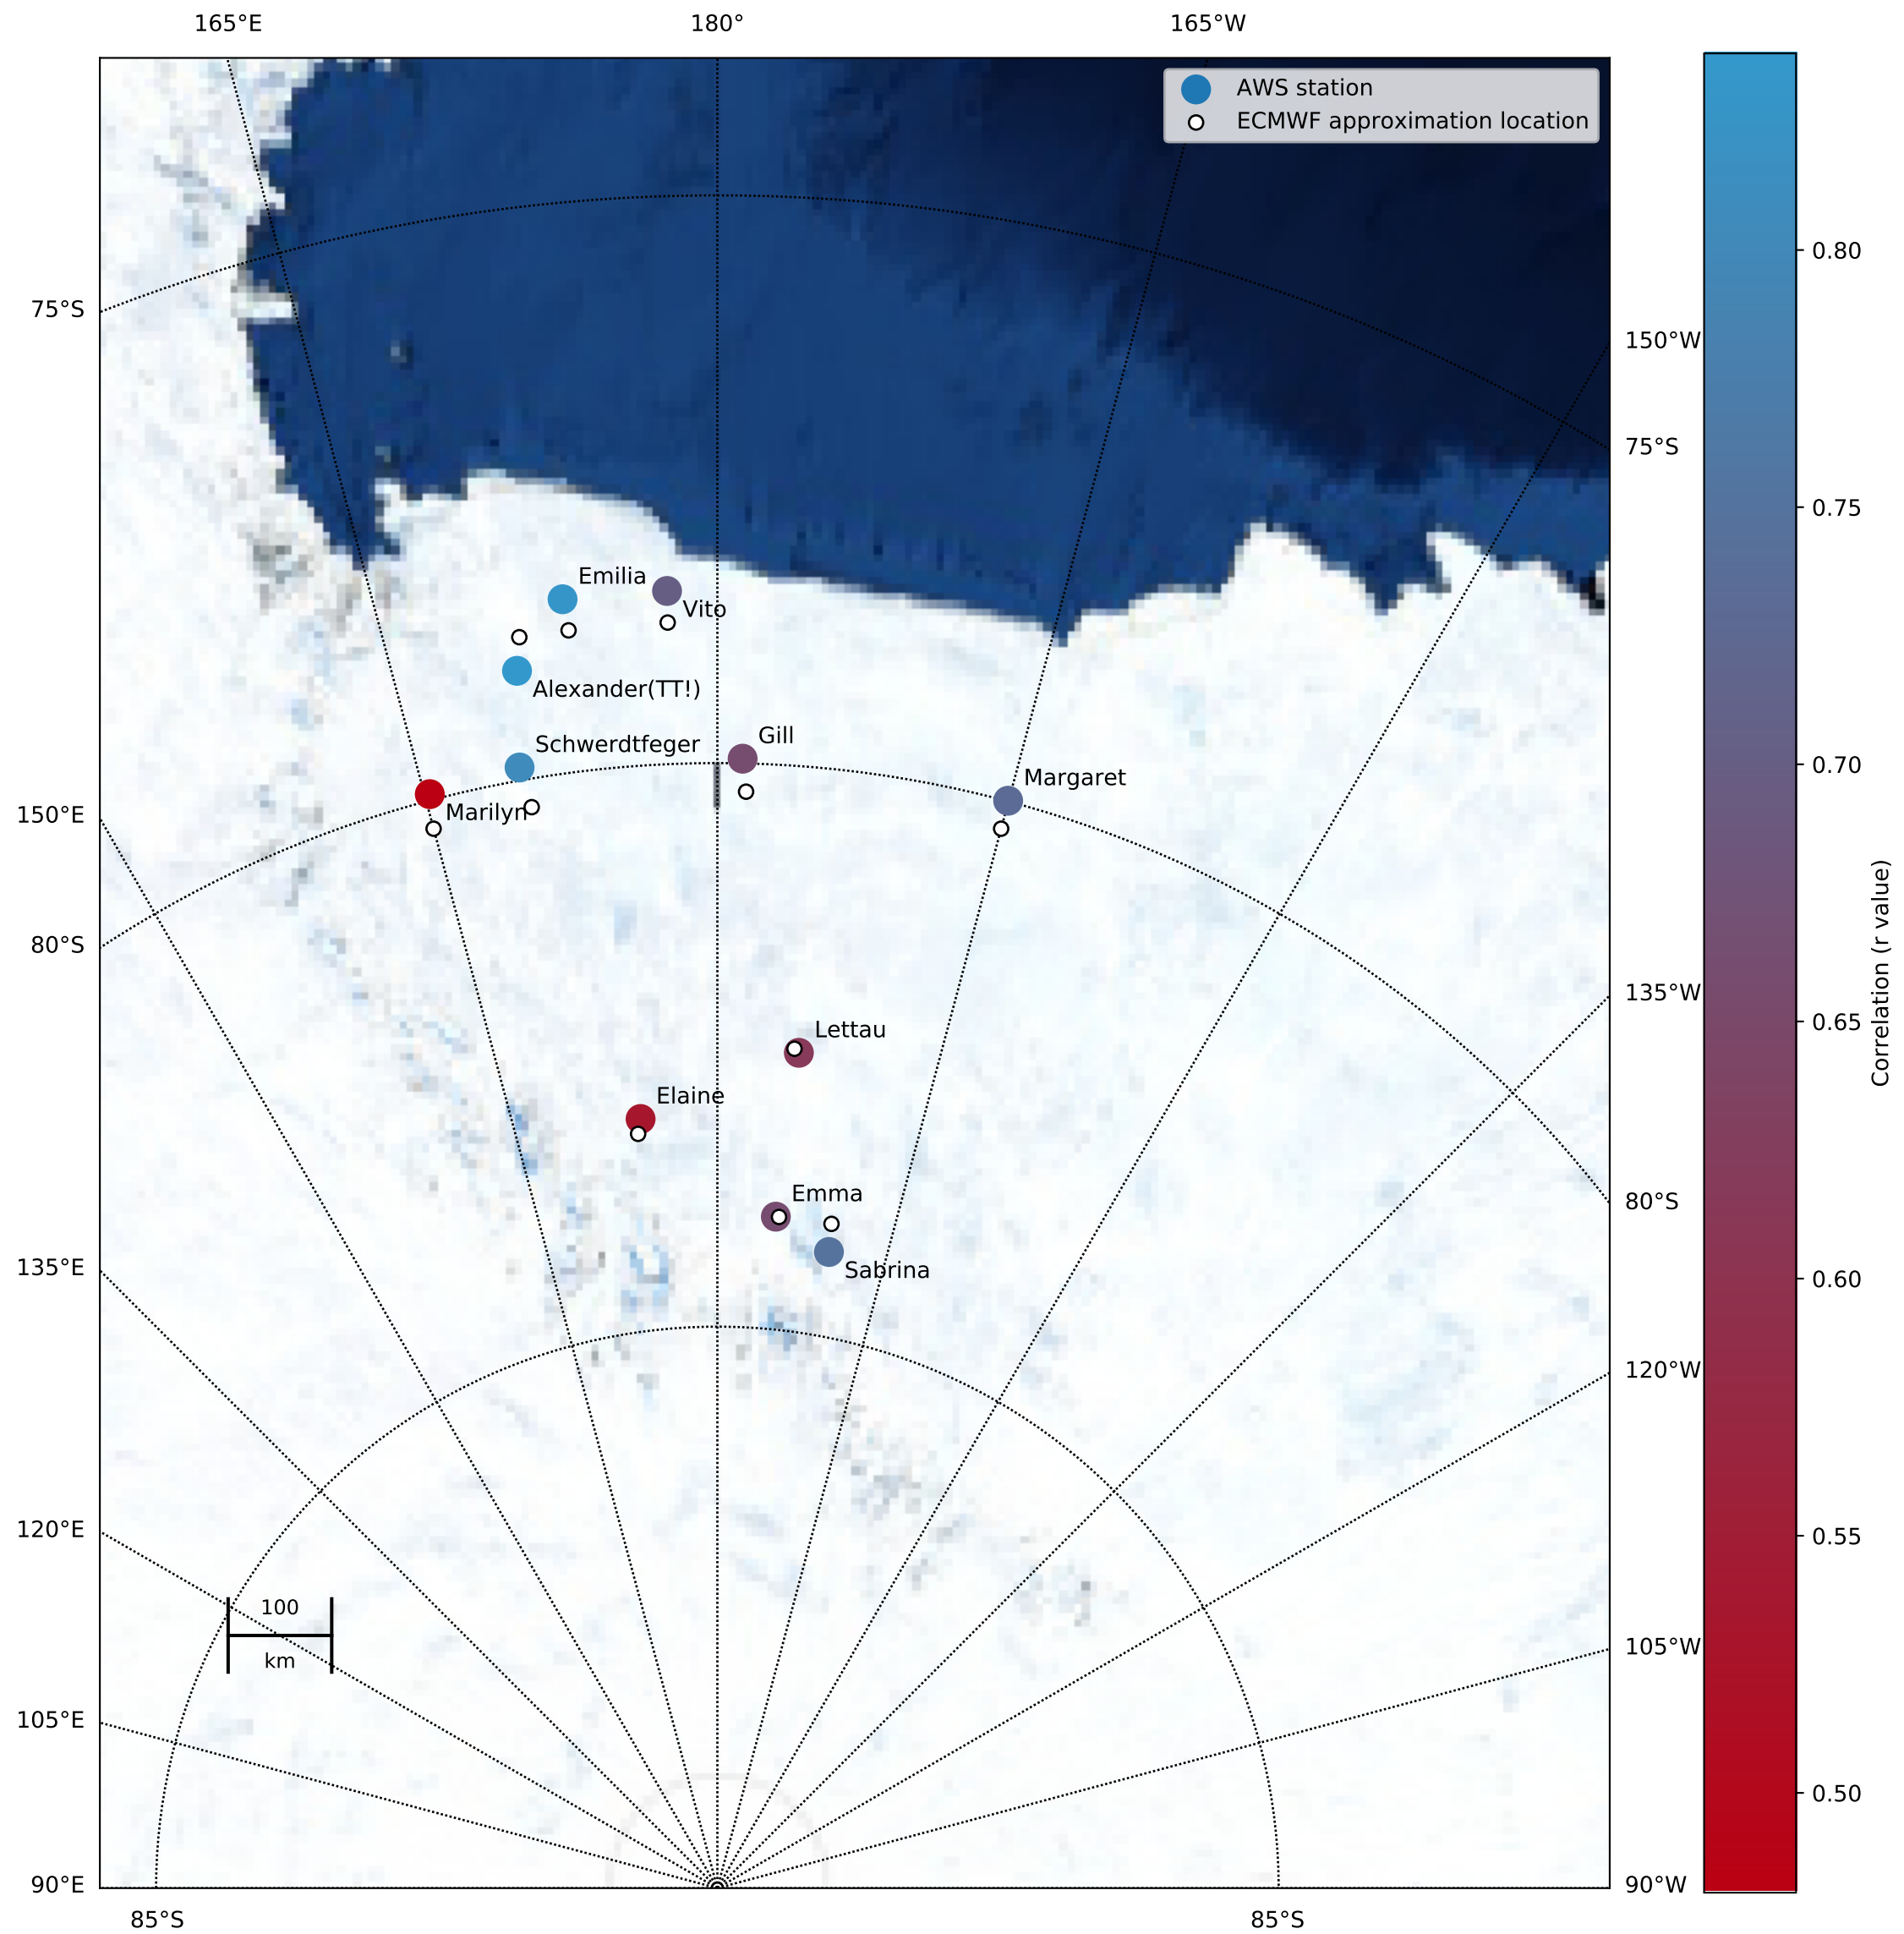 165°E
180°
165°W
AWS station
ECMWF approximation location
0.80
75°S
150°W
75°S
0.75
Emilia
Vito
Alexander(TT!)
0.70
Gill
Schwerdtfeger
Margaret
Marilyn
150°E
80°S
135°W
0.65
Correlation (r value)
Lettau
Elaine
Emma
80°S
Sabrina
135°E
0.60
120°W
120°E
0.55
100
km
105°W
105°E
0.50
90°E
90°W
85°S
85°S